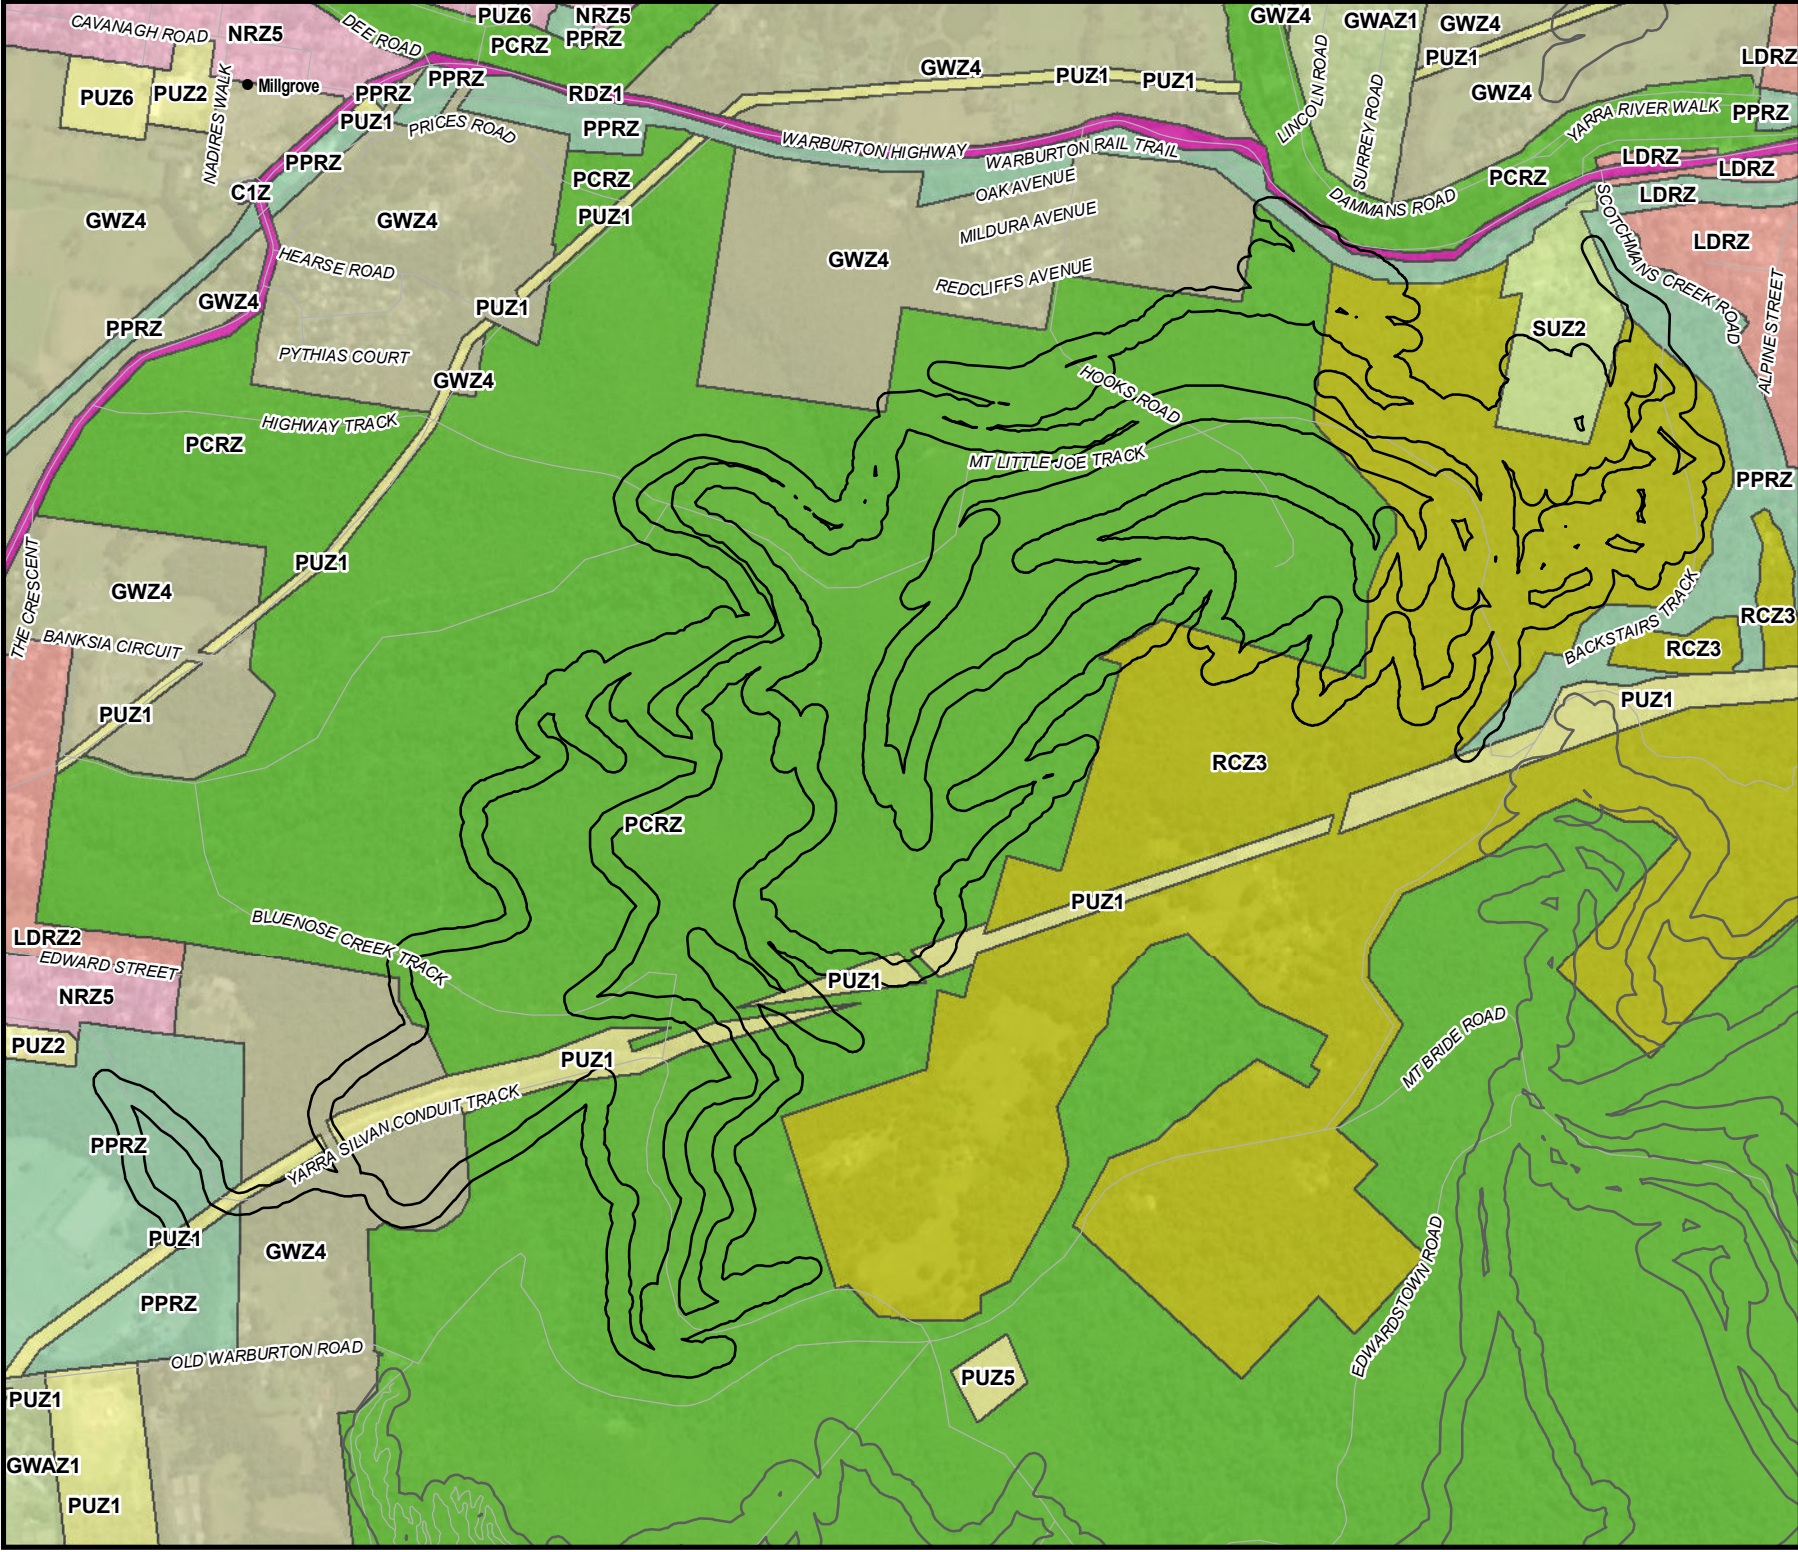 PUZ6
NRZ5
GWZ4
GWAZ1
GWZ4
CAVANAGH ROAD
NRZ5
DEE ROAD
PCRZ
PPRZ
LINCOLN ROAD
PUZ1
LDRZ
GWZ4
PUZ1
PUZ1
PPRZ
Millgrove
PUZ6
PUZ2
PPRZ
RDZ1
GWZ4
SURREY ROAD
YARRA RIVER WALK
PPRZ
NADIRES WALK
PUZ1
PRICES ROAD
PPRZ
WARBURTON HIGHWAY
WARBURTON RAIL TRAIL
LDRZ
LDRZ
PPRZ
PCRZ
OAK AVENUE
PCRZ
LDRZ
C1Z
GWZ4
GWZ4
PUZ1
MILDURA AVENUE
DAMMANS ROAD
SCOTCHMANS CREEK ROAD
LDRZ
HEARSE ROAD
GWZ4
REDCLIFFS AVENUE
GWZ4
PUZ1
PPRZ
SUZ2
ALPINE STREET
PYTHIAS COURT
GWZ4
HOOKS ROAD
HIGHWAY TRACK
PCRZ
MT LITTLE JOE TRACK
PPRZ
PUZ1
THE CRESCENT
GWZ4
BACKSTAIRS TRACK
RCZ3
BANKSIA CIRCUIT
RCZ3
PUZ1
PUZ1
RCZ3
PCRZ
PUZ1
BLUENOSE CREEK TRACK
LDRZ2
EDWARD STREET
NRZ5
PUZ1
PUZ2
PUZ1
MT BRIDE ROAD
YARRA SILVAN CONDUIT TRACK
PPRZ
PUZ1
GWZ4
PPRZ
EDWARDSTOWN ROAD
OLD WARBURTON ROAD
PUZ5
PUZ1
GWAZ1
PUZ1